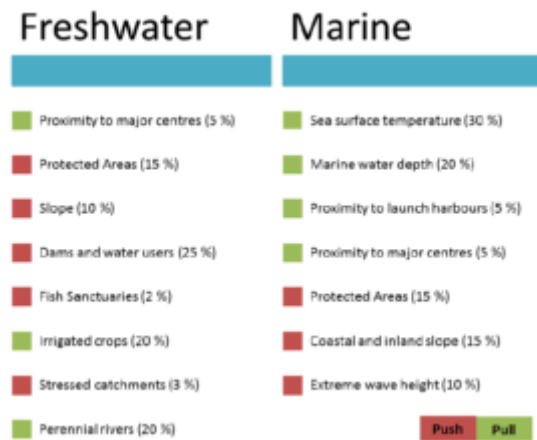 Freshwater
Proximity to major centres (5 %)
Protected Areas (15 %)
Slope (10 %)
Dams and water users (25 %)
Fish Sanctuaries (2 %)
Irrigated crops (20 %)
Stressed catchments (3 %)
Perennial rivers (20 %)
Marine
Sea surface temperature (30 %)
Marine water depth (20 %)
Proximity to launch harbours (5 %)
Proximity to major centres (5 %)
Protected Areas (15 %)
Coastal and inland slope (15 %)
Extreme wave height (10 %)
Push Pull